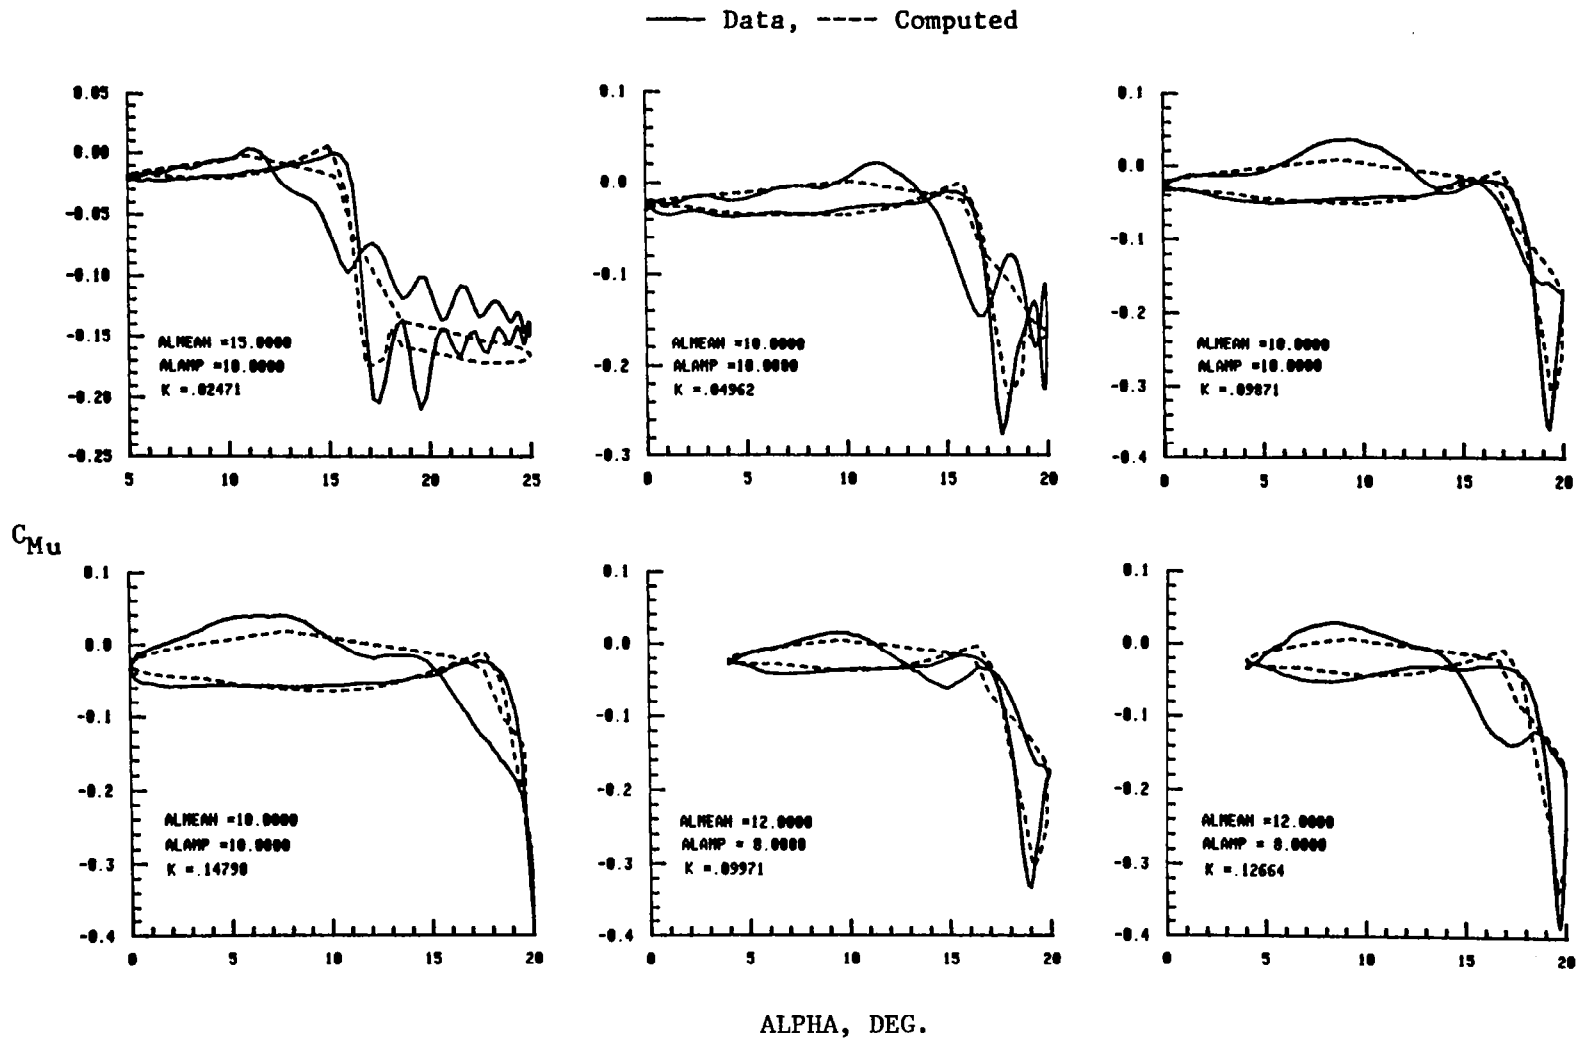 Data, Computed
0.05
0.00
-0.05
-0.10
-0.15
-0.20
-0.25
ALMEAN =15.0000
ALAMP =10.0000
K =.02471
5 10 15 20 25
0.1
0.0
-0.1
-0.2
-0.3
ALMEAN =10.0000
ALAMP =10.0000
K =.04962
0 5 10 15 20
0.1
0.0
-0.1
-0.2
-0.3
-0.4
ALMEAN =10.0000
ALAMP =10.0000
K =.09871
5 10 15 20
CMu
0.1
0.0
-0.1
-0.2
-0.3
-0.4
ALMEAN =10.0000
ALAMP =10.0000
K =.14790
0 5 10 15 20
0.1
0.0
-0.1
-0.2
-0.3
-0.4
ALMEAN =12.0000
ALAMP = 8.0000
K =.09971
0 5 10 15 20
0.1
0.0
-0.1
-0.2
-0.3
-0.4
ALMEAN =12.0000
ALAMP = 8.0000
K =.12664
0 5 10 15 20
ALPHA, DEG.